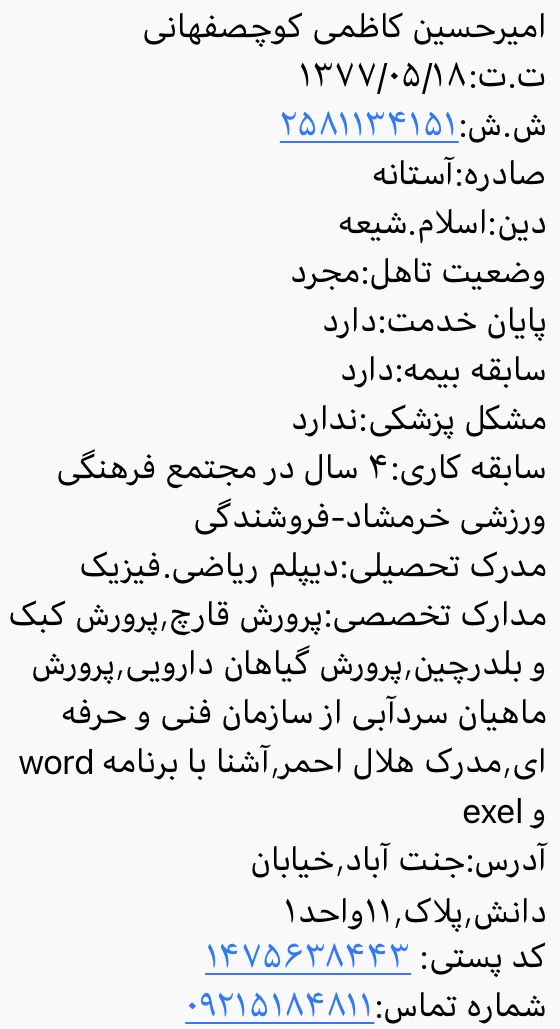 امیرحسین کاظمی کوچصفهانی
ت.ت:۱۳۷۷/۰۵/۱۸
ش.ش:۲۵۸۱۱۳۴۱۵۱
صادره:آستانه
دین:اسلام.شیعه
وضعیت تاهل:مجرد
پایان خدمت:دارد
سابقه بیمه:دارد
مشکل پزشکی:ندارد
سابقه کاری:۴ سال در مجتمع فرهنگی
ورزشی خرمشاد-فروشندگی
مدرک تحصیلی:دیپلم ریاضی.فیزیک
مدارک تخصصی:پرورش قارچ,پرورش کبک
و بلدرچین,پرورش گیاهان دارویی,پرورش
ماهیان سردآبی از سازمان فنی و حرفه
ای,مدرک هلال احمر,آشنا با برنامه word
و exel
آدرس:جنت آباد,خیابان
دانش,پلاک,۱۱واحد۱
کد پستی: ۱۴۷۵۶۳۸۴۴۳
شماره تماس:۰۹۲۱۵۱۸۴۸۱۱